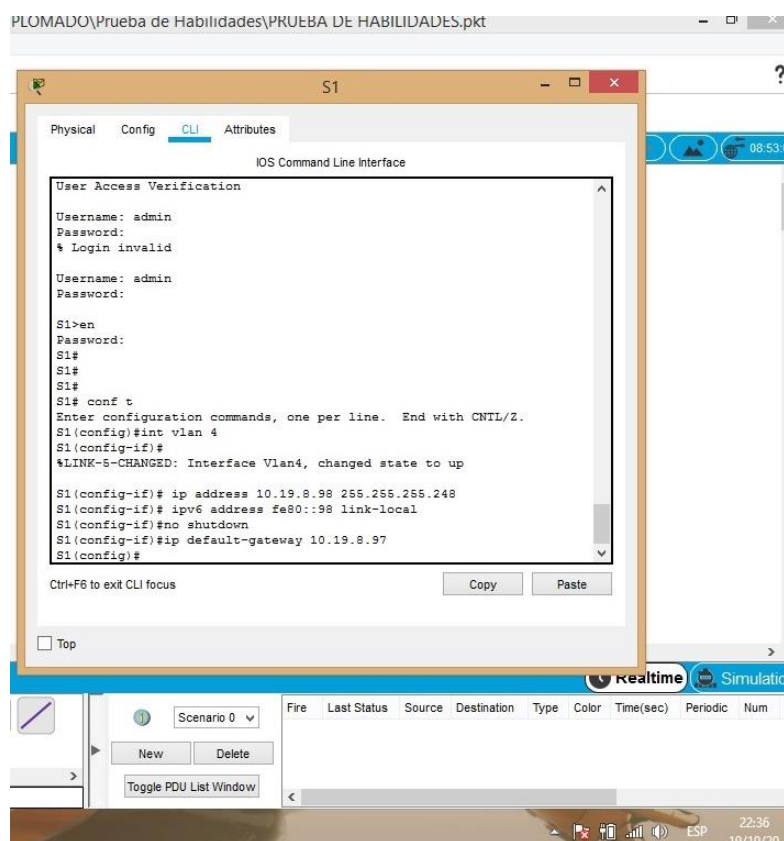 PLOMADO\Prueba de Habilidades\PRUEBA DE HABILIDADES.pkt
?
S1
Physical Config CLI Attributes
08:53:
IOS Command Line Interface
User Access Verification
Username: admin
Password:
% Login invalid
Username: admin
Password:
S1>en
Password:
S1#
S1#
S1#
S1# conf t
Enter configuration commands, one per line. End with CNTL/Z.
S1(config)#int vlan 4
S1(config-if)#
%LINK-5-CHANGED: Interface Vlan4, changed state to up
S1(config-if)# ip address 10.19.8.98 255.255.255.248
S1(config-if)# ipv6 address fe80::98 link-local
S1(config-if)#no shutdown
S1(config-if)#ip default-gateway 10.19.8.97
S1(config)#
Ctrl+F6 to exit CLI focus
Copy Paste
Top
Realtime Simulatio
Scenario 0
Fire Last Status Source Destination Type Color Time(sec) Periodic Num
New Delete
Toggle PDU List Window
ESP
22:36
19/10/20